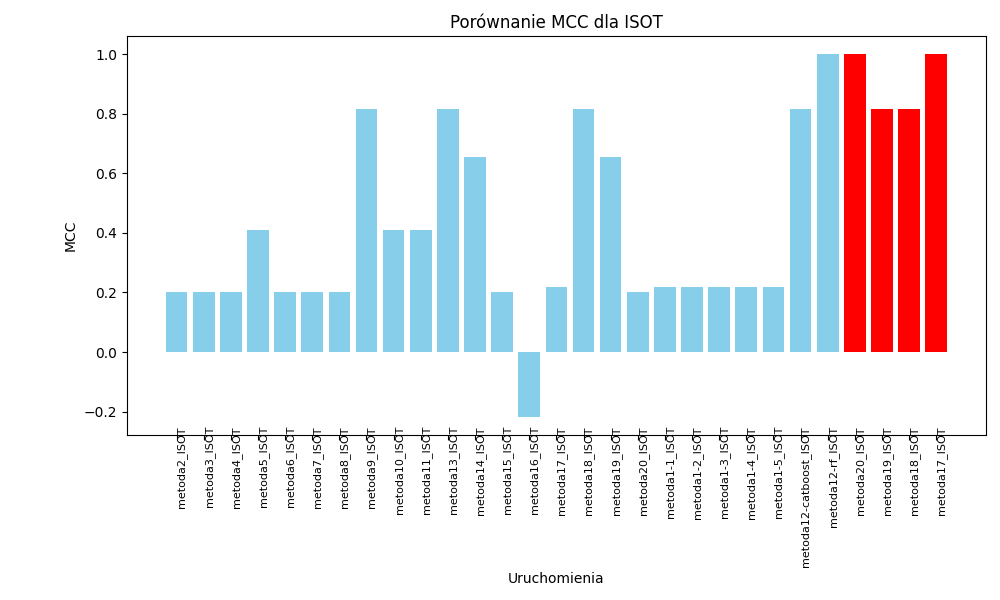 Porównanie MCC dla ISOT
MCC
1.0
0.8
0.6
0.4
0.2
0.0
−0.2
metoda2_ISOT
metoda3_ISOT
metoda4_ISOT
metoda5_ISOT
metoda6_ISOT
metoda7_ISOT
metoda8_ISOT
metoda9_ISOT
metoda10_ISOT
metoda11_ISOT
metoda13_ISOT
metoda14_ISOT
metoda15_ISOT
metoda16_ISOT
metoda17_ISOT
metoda18_ISOT
metoda19_ISOT
metoda20_ISOT
metoda1-1_ISOT
metoda1-2_ISOT
metoda1-3_ISOT
metoda1-4_ISOT
metoda1-5_ISOT
metoda12-catboost_ISOT
metoda12-rf_ISOT
metoda20_ISOT
metoda19_ISOT
metoda18_ISOT
metoda17_ISOT
Uruchomienia